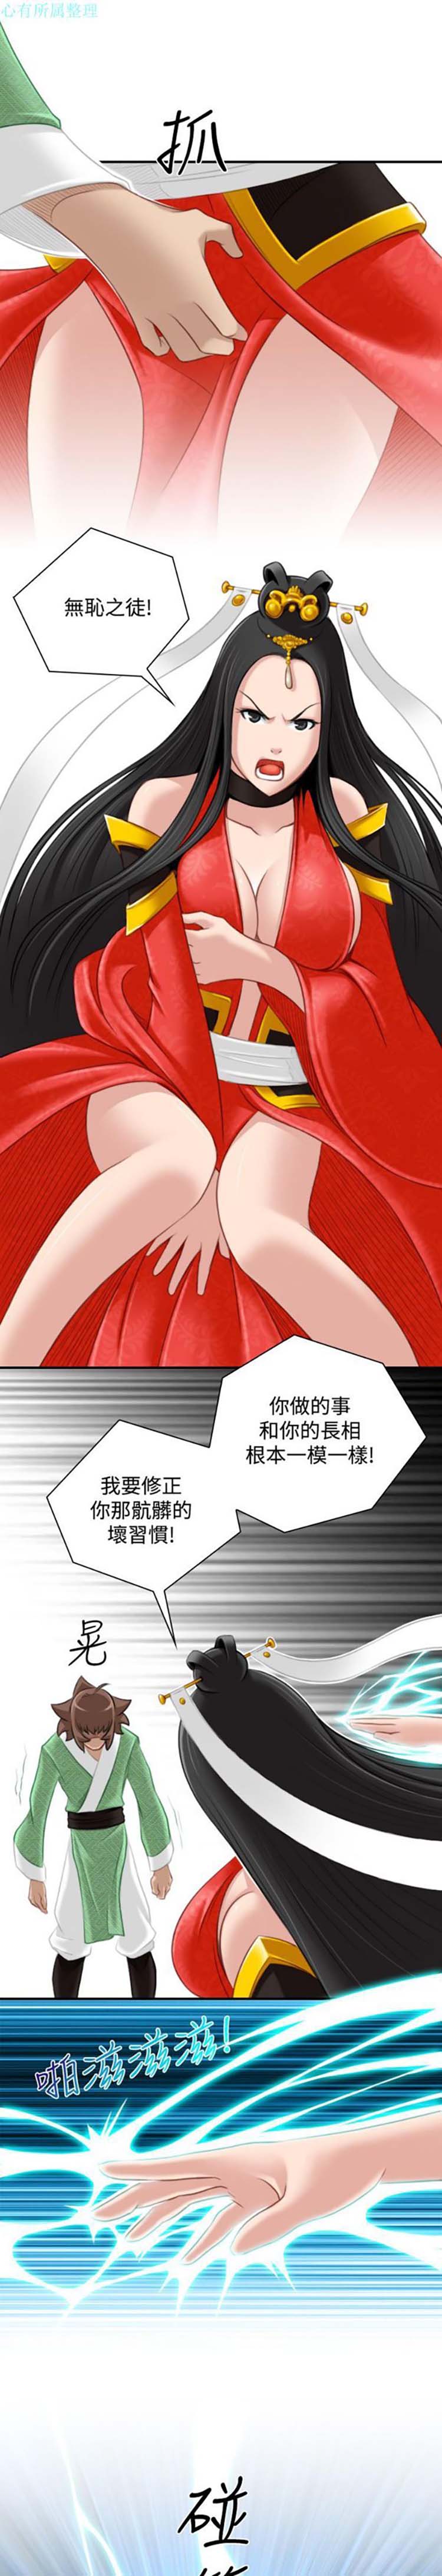 心有所属整理
抓
無恥之徒!
你做的事
和你的長相
根本一模一樣!
我要修正
你那骯髒的
壞習慣!
晃
啪滋滋滋!
碰